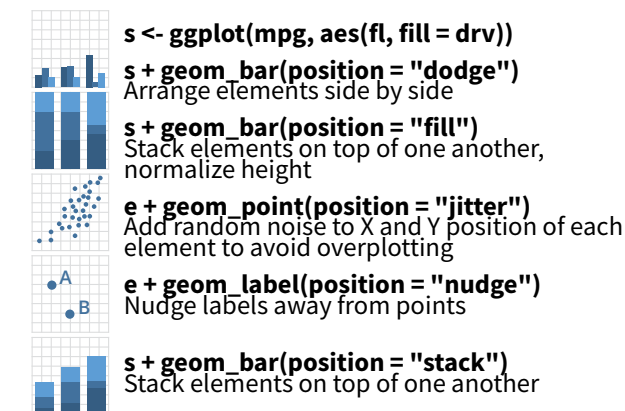 s <- ggplot(mpg, aes(fl, fill = drv))
s + geom_bar(position = "dodge")
Arrange elements side by side
s + geom_bar(position = "fill")
Stack elements on top of one another,
normalize height
e + geom_point(position = "jitter")
Add random noise to X and Y position of each
element to avoid overplotting
A
B
e + geom_label(position = "nudge")
Nudge labels away from points
s + geom_bar(position = "stack")
Stack elements on top of one another